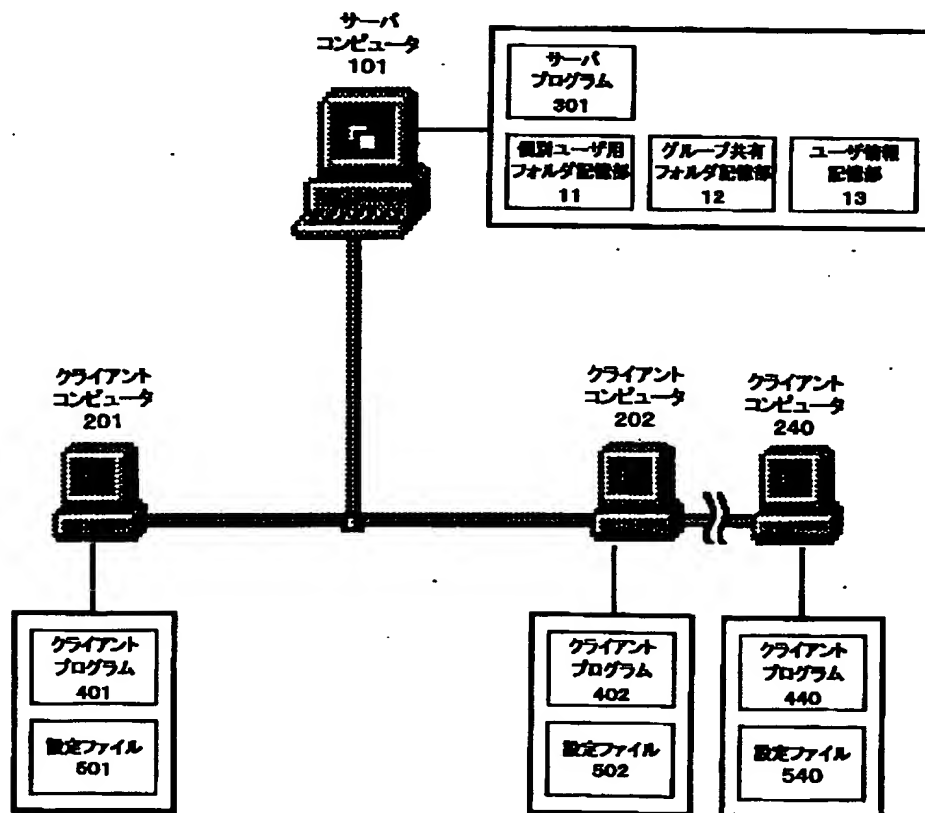 サーバ
コンピュータ
101
サーバ
プログラム
301
個別ユーザ用
フォルダ記憶部
11
グループ共有
フォルダ記憶部
12
ユーザ情報
記憶部
13
クライアント
コンピュータ
201
クライアント
コンピュータ
202
クライアント
コンピュータ
240
クライアント
プログラム
401
設定ファイル
501
クライアント
プログラム
402
設定ファイル
502
クライアント
プログラム
440
設定ファイル
540